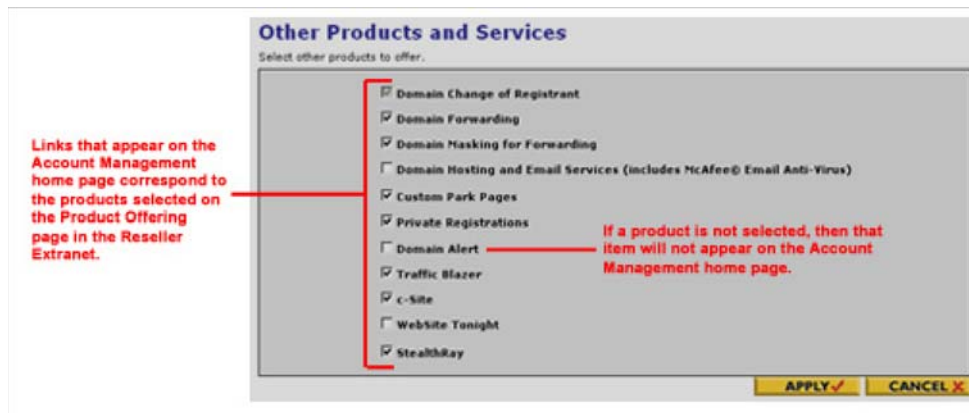 Other Products and Services
Select other products to offer.
Domain Change of Registrant
Domain Forwarding
Domain Masking for Forwarding
Domain Hosting and Email Services (includes McAfee® Email Anti-Virus)
Custom Park Pages
Private Registrations
Domain Alert
Traffic Blazer
c-Site
WebSite Tonight
StealthRay
Links that appear on the
Account Management
home page correspond to
the products selected on
the Product Offering
page in the Reseller
Extranet.
If a product is not selected, then that
item will not appear on the Account
Management home page.
APPLY
CANCEL